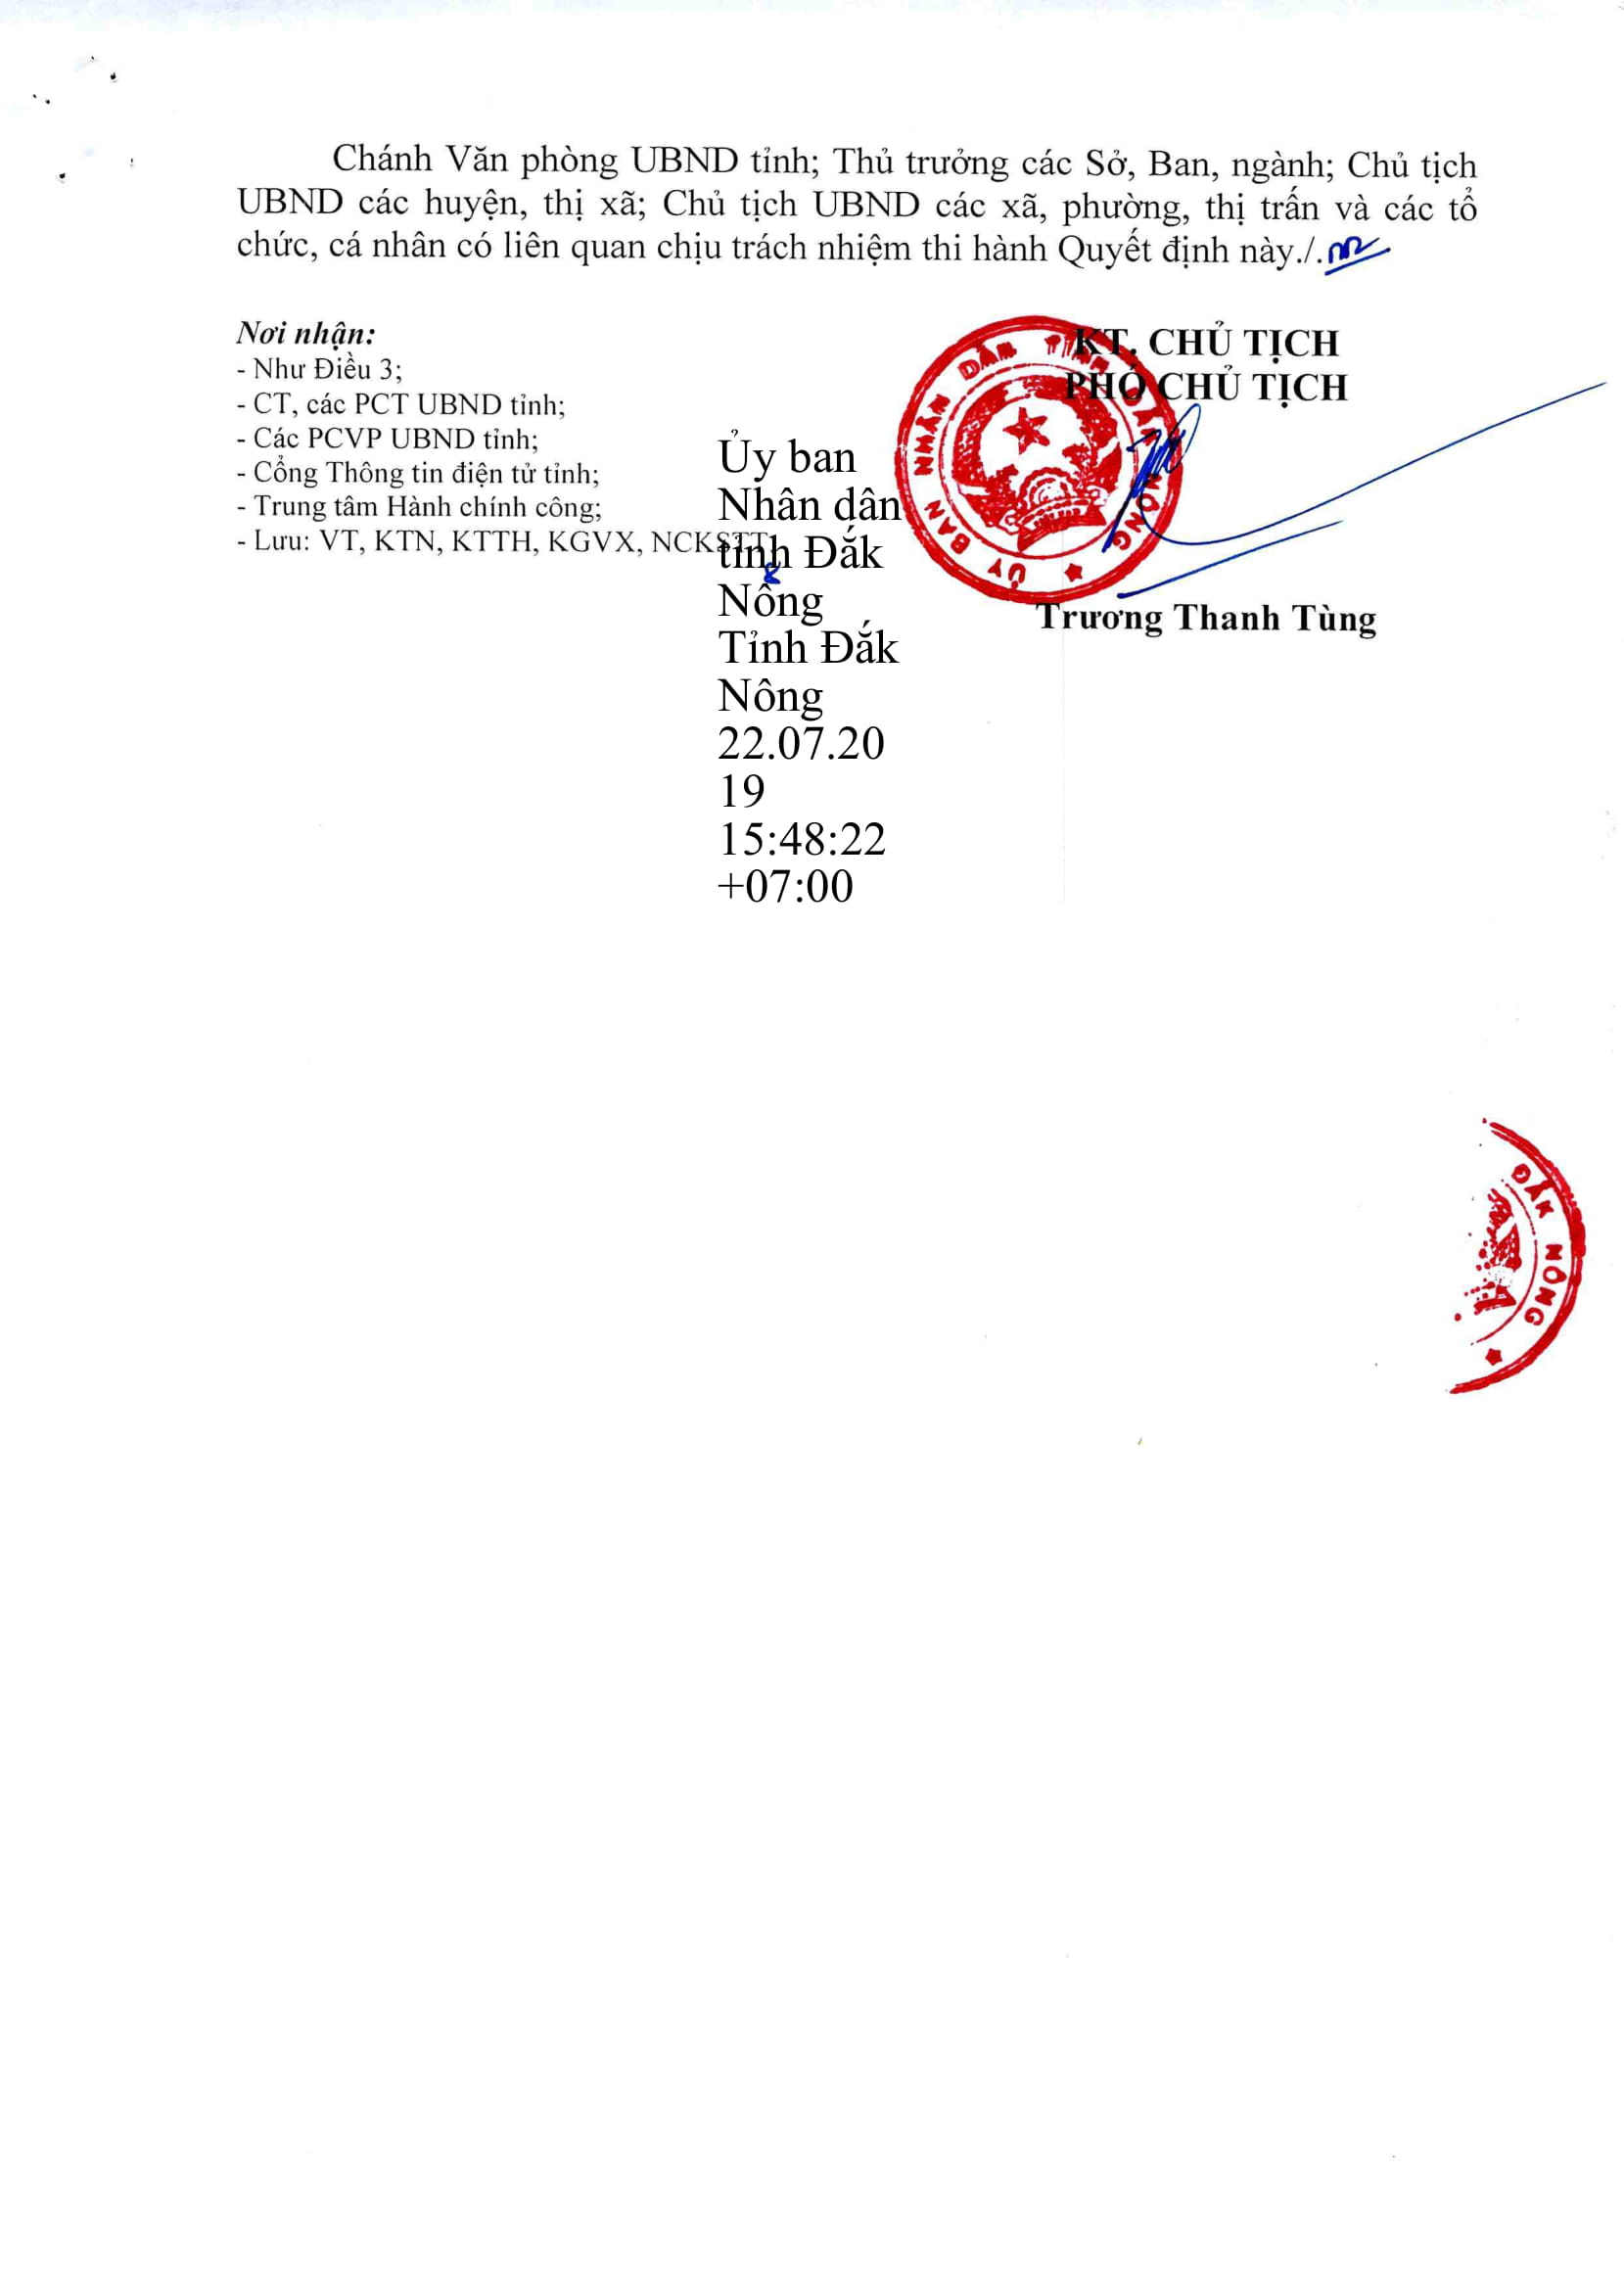 Chánh Văn phòng UBND tỉnh; Thủ trưởng các Sở, Ban, ngành; Chủ tịch
UBND các huyện, thị xã; Chủ tịch UBND các xã, phường, thị trấn và các tổ
chức, cá nhân có liên quan chịu trách nhiệm thi hành Quyết định này./.
Nơi nhận:
- Như Điều 3;
- CT, các PCT UBND tỉnh;
- Các PCVP UBND tỉnh;
- Cổng Thông tin điện tử tỉnh;
- Trung tâm Hành chính công;
- Lưu: VT, KTN, KTTH, KGVX, NCKSTT.
Ủy ban
Nhân dân
tỉnh Đắk
Nông
Tỉnh Đắk
Nông
22.07.20
19
15:48:22
+07:00
KT. CHỦ TỊCH
PHÓ CHỦ TỊCH
ỦY BAN NHÂN DÂN TỈNH ĐẮK NÔNG
Trương Thanh Tùng
ĐẮK NÔNG